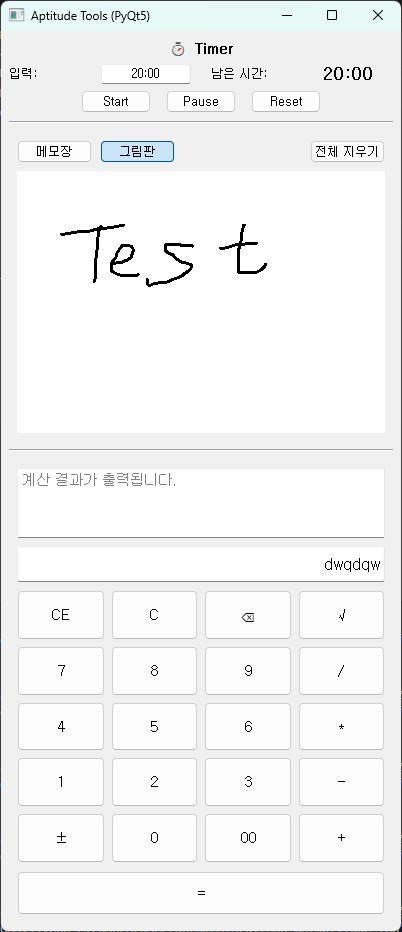 Aptitude Tools (PyQt5)
Timer
입력: 20:00 남은 시간: 20:00
Start Pause Reset
메모장 그림판 전체 지우기
Test
계산 결과가 출력됩니다.
dwqdqw
CE C ⌫ √
7 8 9 /
4 5 6 *
1 2 3 -
± 0 00 +
=